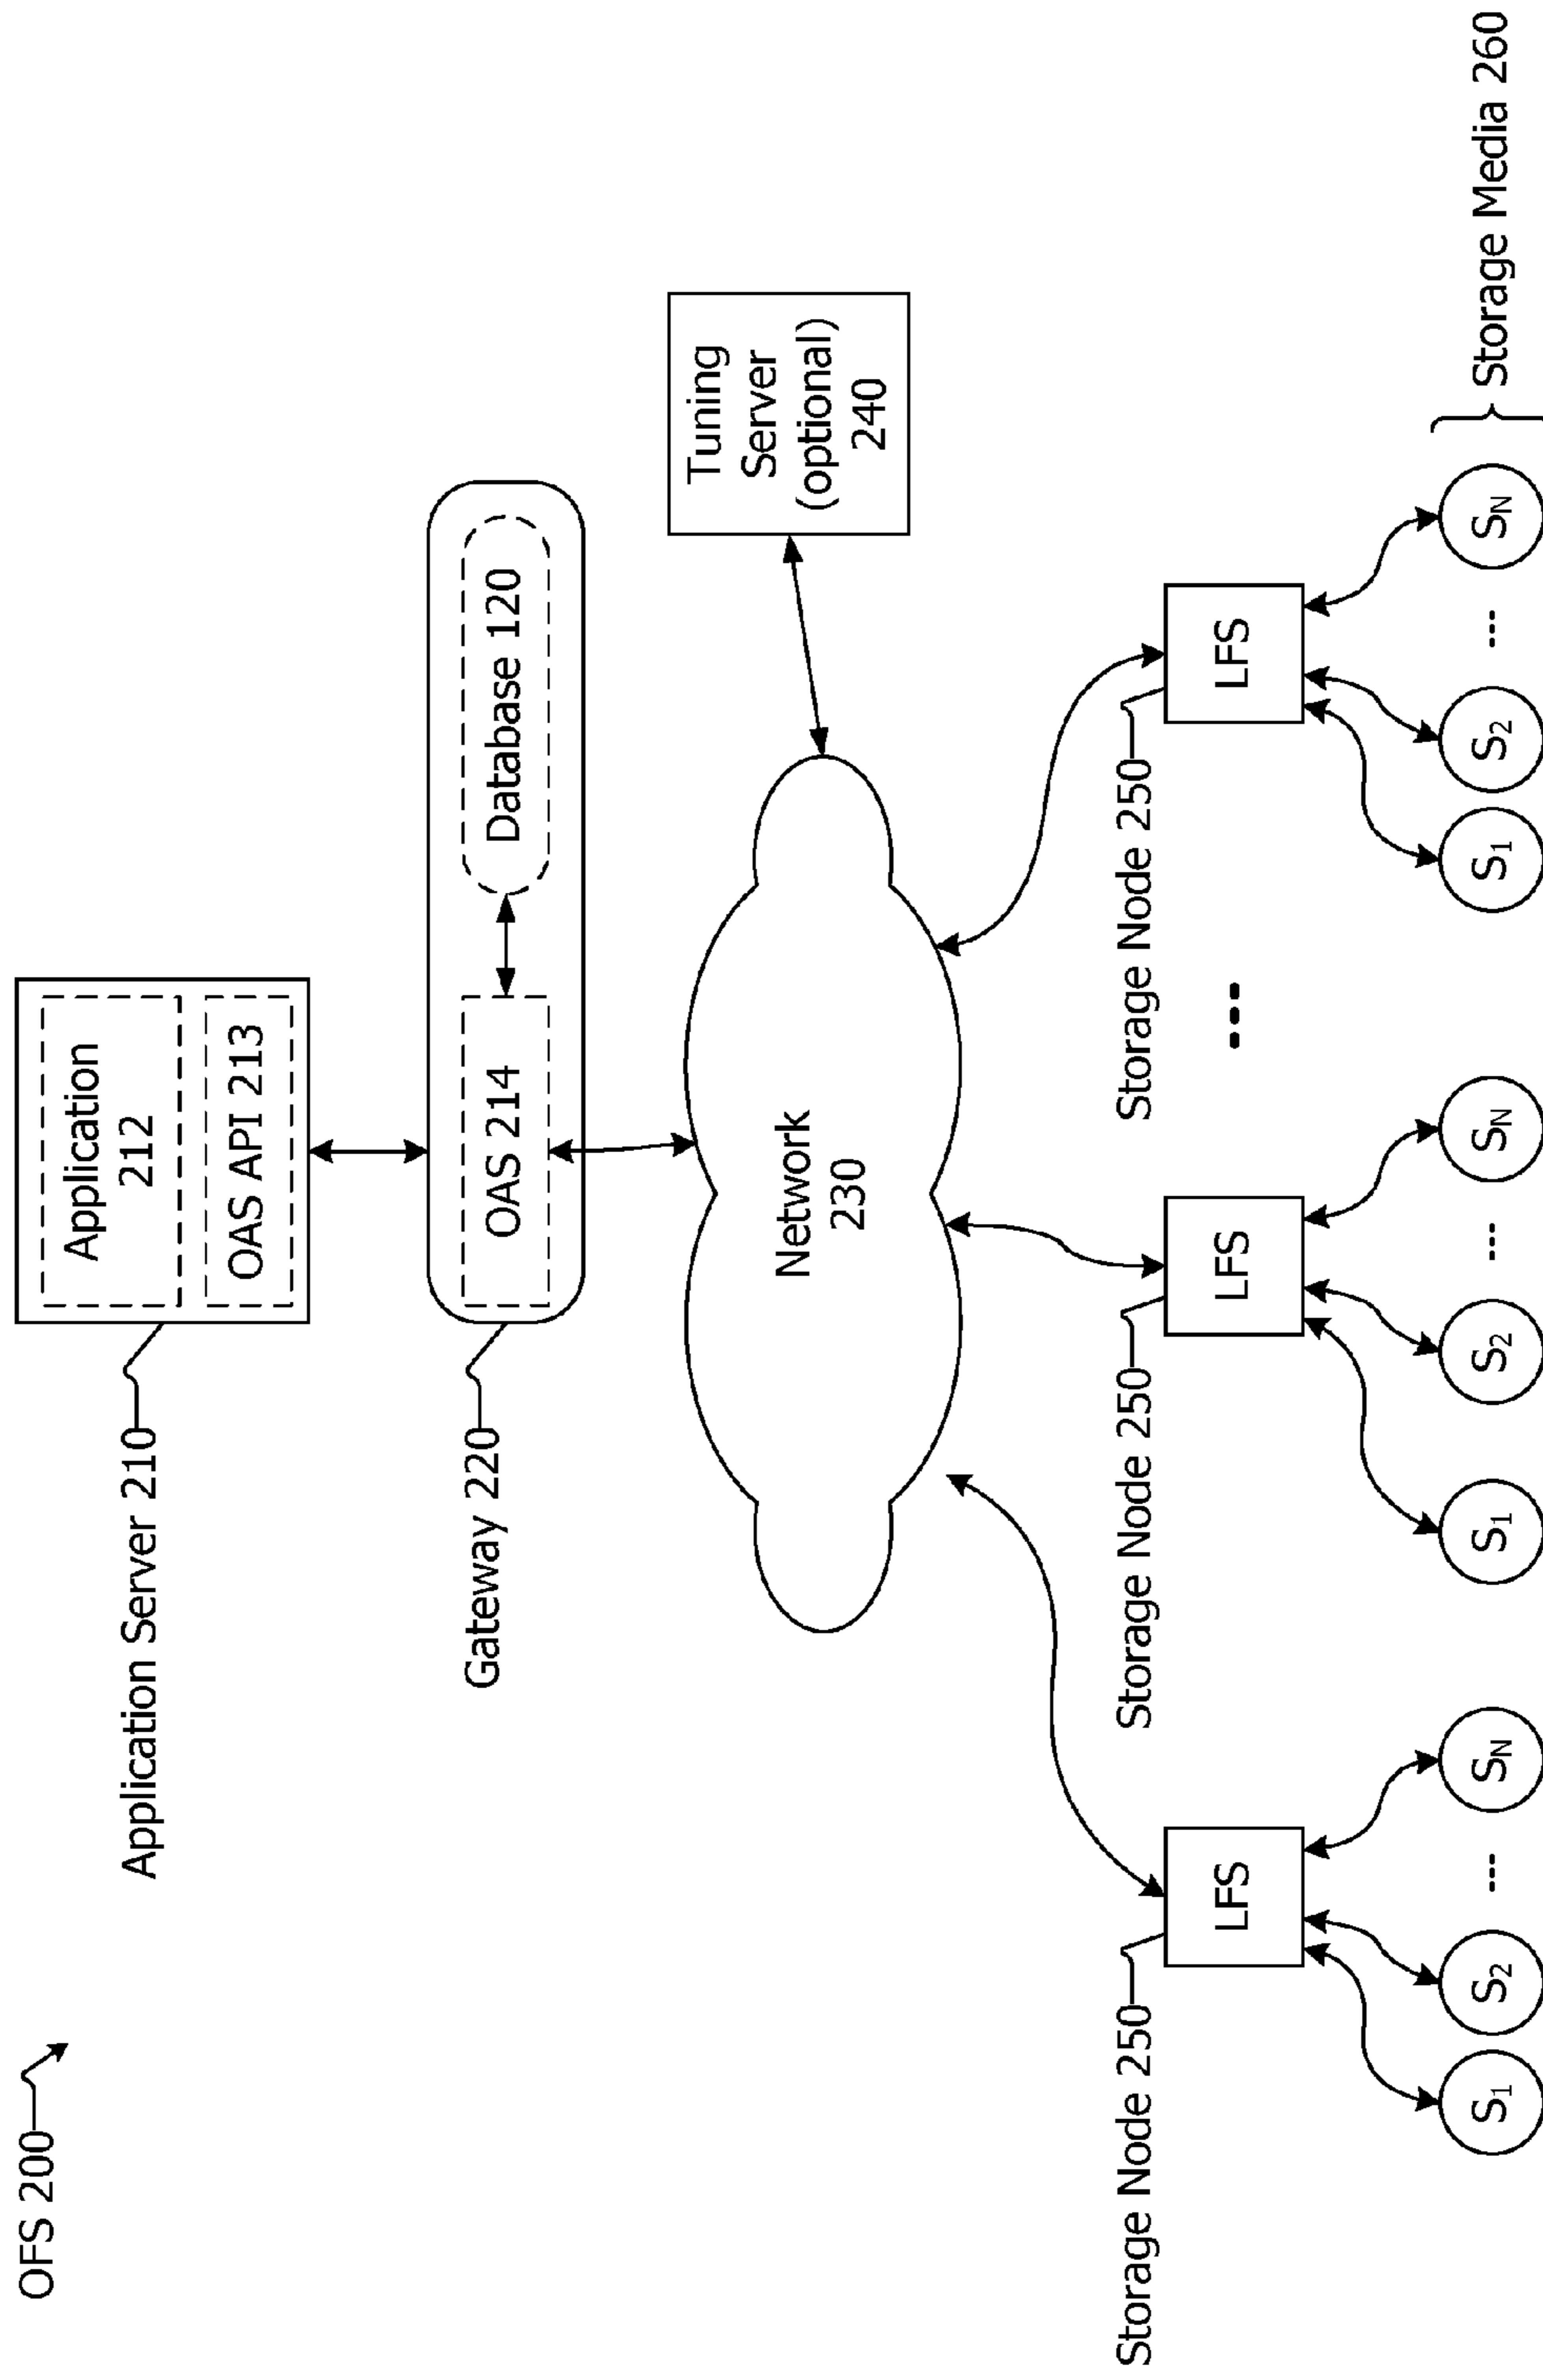 OFS 200
Application Server 210
Application
212
OAS API 213
Gateway 220
OAS 214
Database 120
Network
230
Tuning
Server
(optional)
240
Storage Node 250
LFS
S1
S2
...
SN
Storage Node 250
LFS
S1
S2
...
SN
...
Storage Node 250
LFS
S1
S2
...
SN
Storage Media 260